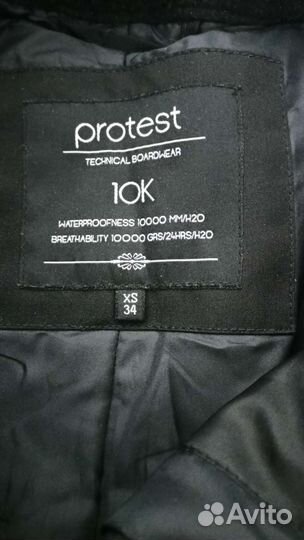 protest
TECHNICAL BOARDWEAR
10K
WATERPROOFNESS 10000 MM/H2O
BREATHABILITY 10000 GRS/24HRS/H2O
XS
34
Avito